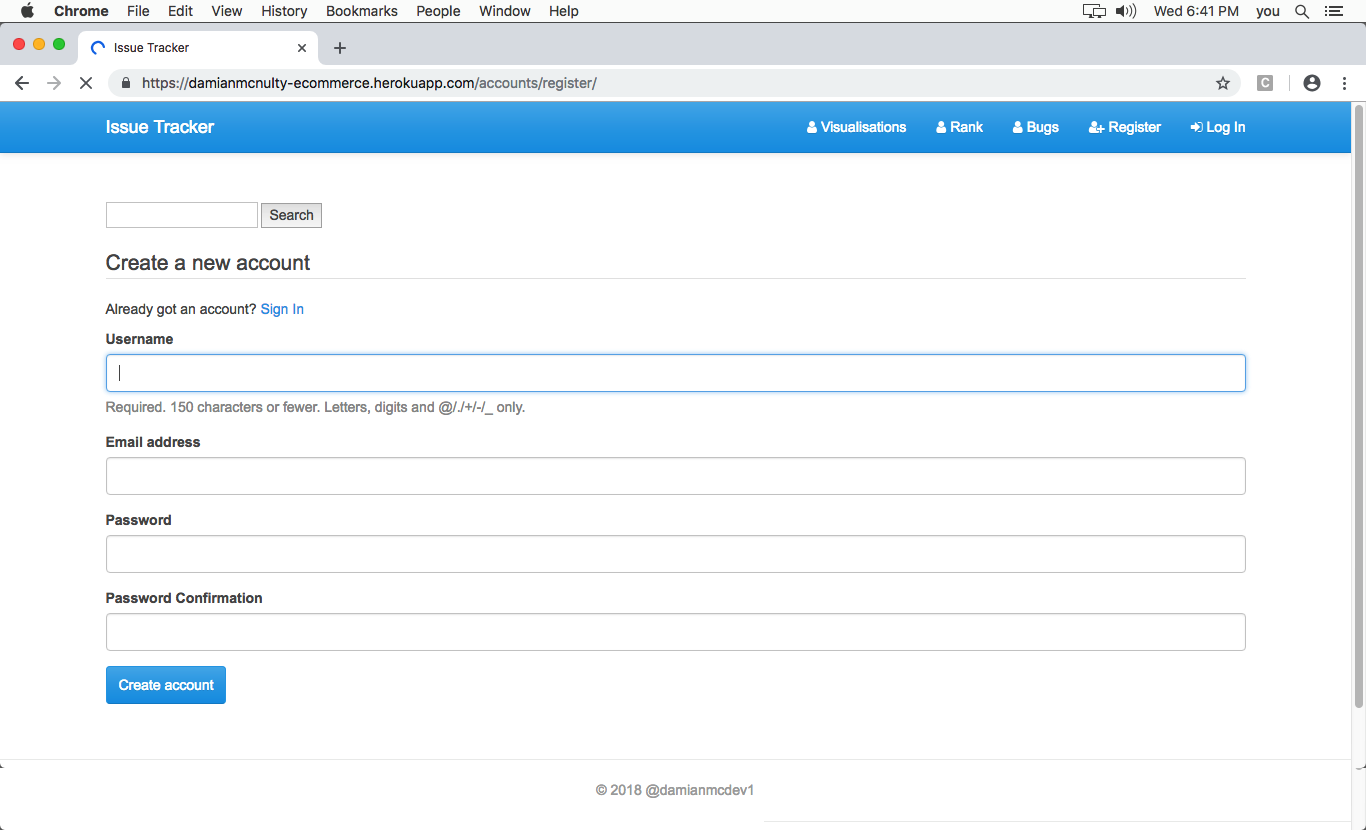 Chrome File Edit View History Bookmarks People Window Help Wed 6:41 PM you
Issue Tracker
https://damianmcnulty-ecommerce.herokuapp.com/accounts/register/ C
Issue Tracker Visualisations Rank Bugs Register Log In
Search
Create a new account
Already got an account? Sign In
Username
Required. 150 characters or fewer. Letters, digits and @/./+/-/_ only.
Email address
Password
Password Confirmation
Create account
© 2018 @damianmcdev1